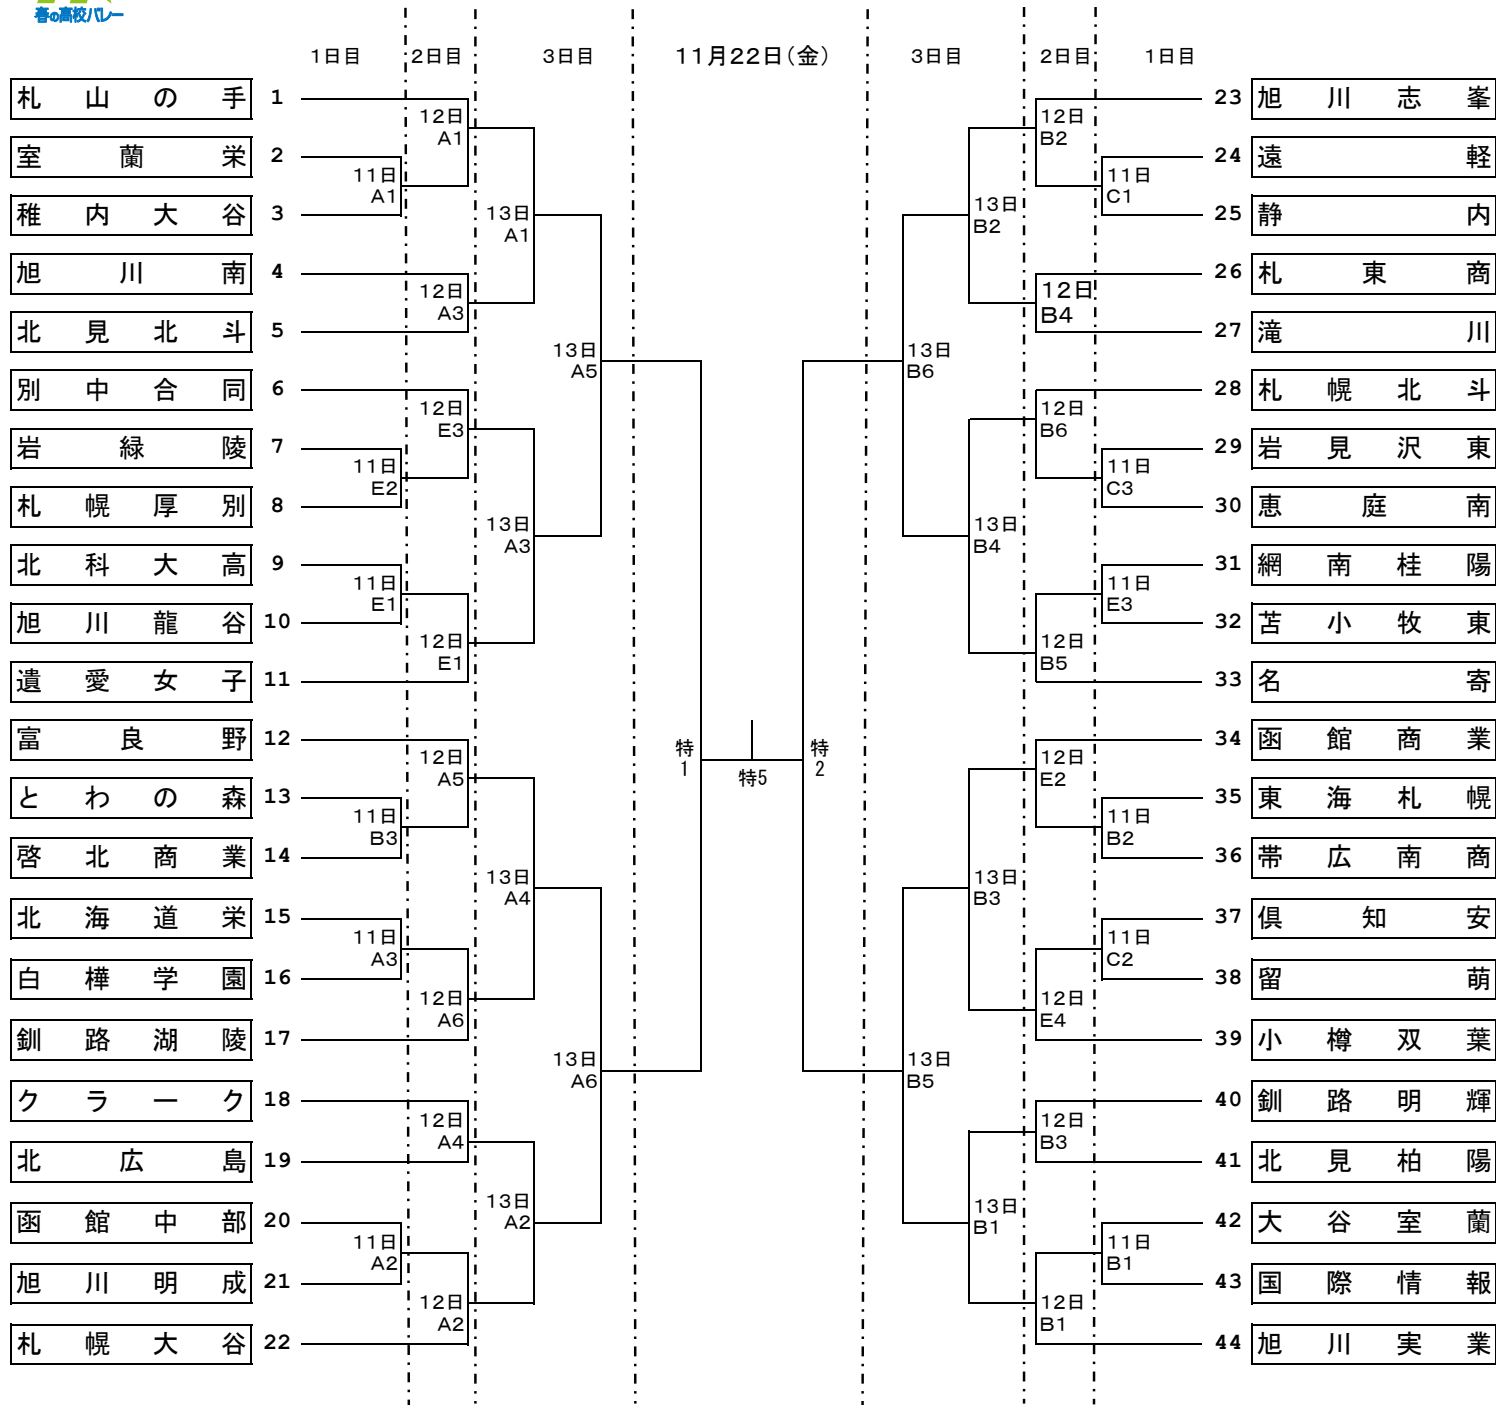 春の高校バレー
1日目 2日目 3日目 11月22日(金) 3日目 2日目 1日目
札山の手 1
室蘭栄 2
稚内大谷 3
旭川南 4
北見北斗 5
別中合同 6
岩緑陵 7
札幌厚別 8
北科大高 9
旭川龍谷 10
遺愛女子 11
富良野 12
とわの森 13
啓北商業 14
北海道栄 15
白樺学園 16
釧路湖陵 17
クラーク 18
北広島 19
函館中部 20
旭川明成 21
札幌大谷 22
11日
A1
11日
E2
11日
E1
11日
B3
11日
A3
11日
A2
12日
A1
12日
A3
12日
E3
12日
E1
12日
A5
12日
A6
12日
A4
12日
A2
13日
A1
13日
A3
13日
A4
13日
A2
13日
A5
13日
A6
特
1
特5
特
2
13日
B6
13日
B5
13日
B2
13日
B4
13日
B3
13日
B1
12日
B2
12日
B4
12日
B6
12日
B5
12日
E2
12日
E4
12日
B3
12日
B1
11日
C1
11日
C3
11日
E3
11日
B2
11日
C2
11日
B1
23 旭川志峯
24 遠軽
25 静内
26 札東商
27 滝川
28 札幌北斗
29 岩見沢東
30 恵庭南
31 網南桂陽
32 苫小牧東
33 名寄
34 函館商業
35 東海札幌
36 帯広南商
37 倶知安
38 留萌
39 小樽双葉
40 釧路明輝
41 北見柏陽
42 大谷室蘭
43 国際情報
44 旭川実業